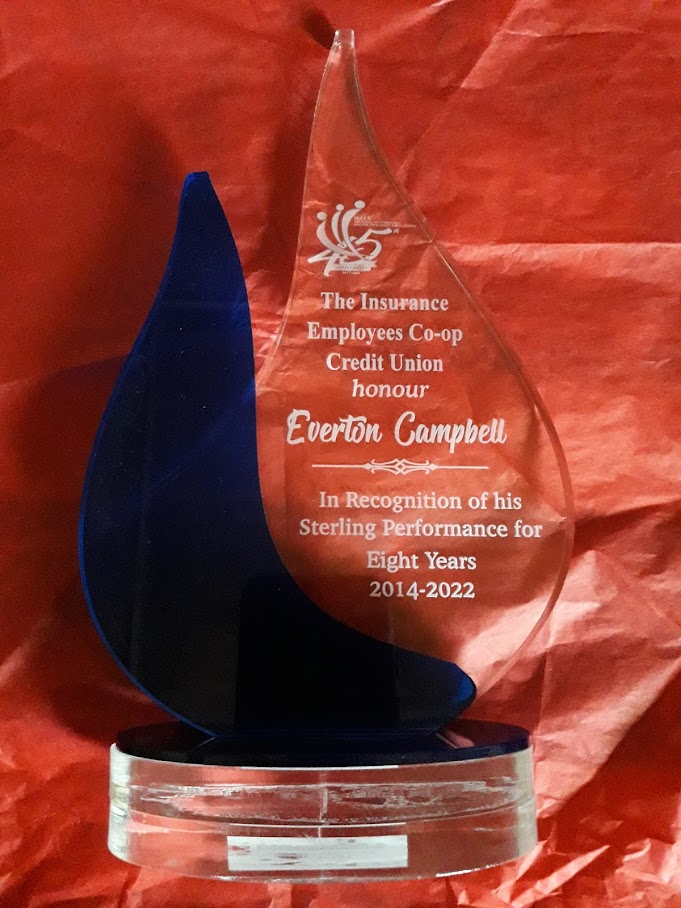 45th
The Insurance
Employees Co-op
Credit Union
honour
Everton Campbell
In Recognition of his
Sterling Performance for
Eight Years
2014-2022